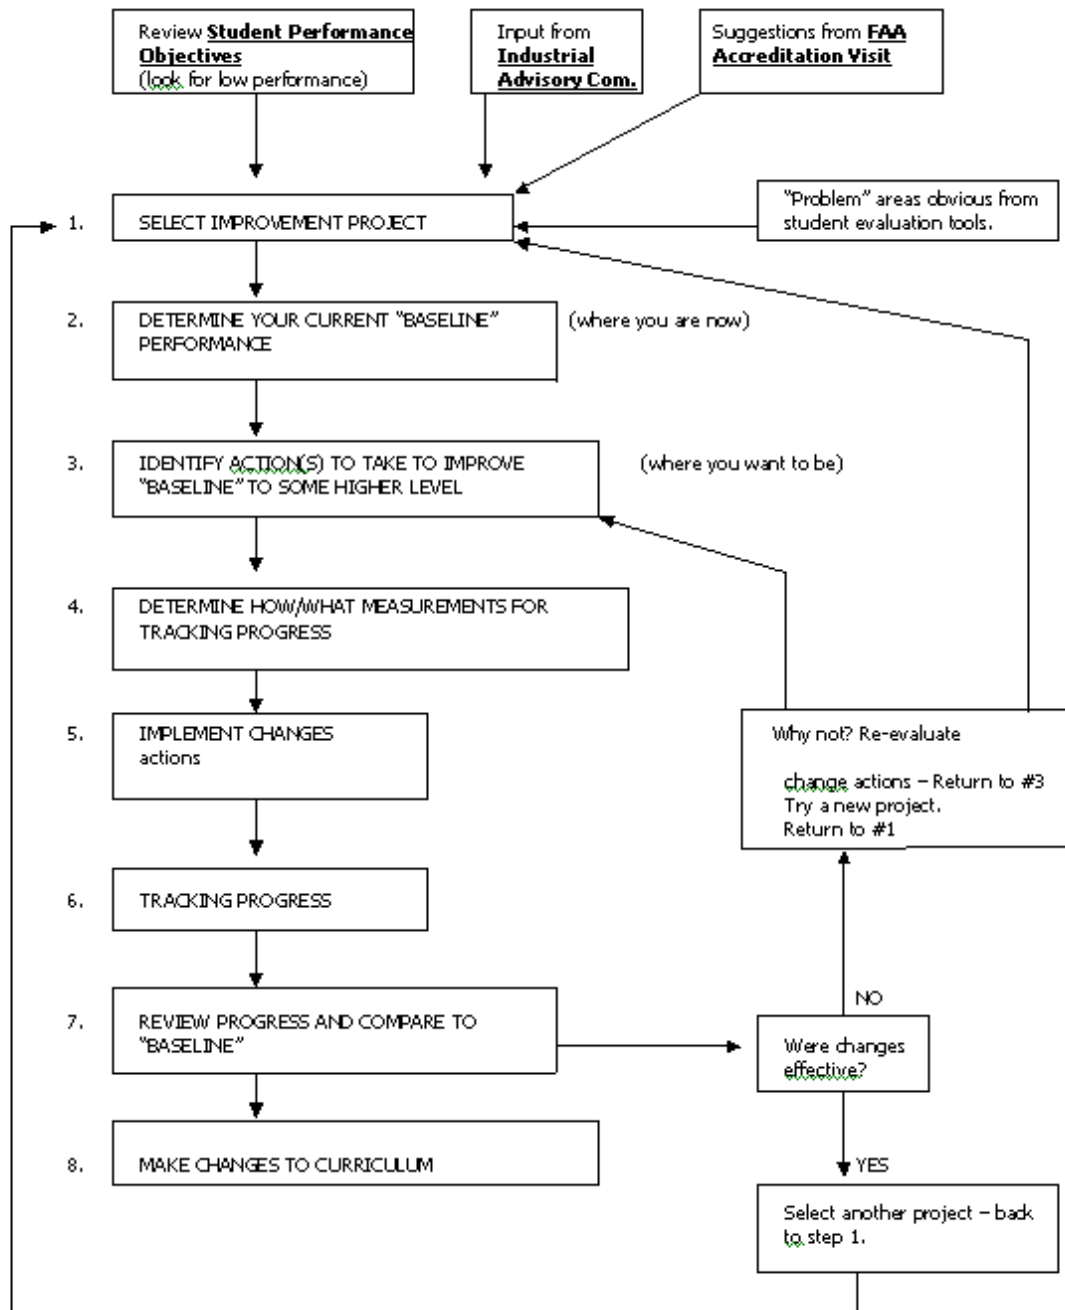 Review Student Performance
Objectives
(look for low performance)
Input from
Industrial
Advisory Com.
Suggestions from FAA
Accreditation Visit
"Problem" areas obvious from
student evaluation tools.
1. SELECT IMPROVEMENT PROJECT
2. DETERMINE YOUR CURRENT "BASELINE" (where you are now)
PERFORMANCE
3. IDENTIFY ACTION(S) TO TAKE TO IMPROVE (where you want to be)
"BASELINE" TO SOME HIGHER LEVEL
4. DETERMINE HOW/WHAT MEASUREMENTS FOR
TRACKING PROGRESS
5. IMPLEMENT CHANGES
actions
Why not? Re-evaluate
change actions – Return to #3
Try a new project.
Return to #1
6. TRACKING PROGRESS
7. REVIEW PROGRESS AND COMPARE TO
"BASELINE"
NO
Were changes
effective?
YES
8. MAKE CHANGES TO CURRICULUM
Select another project – back
to step 1.